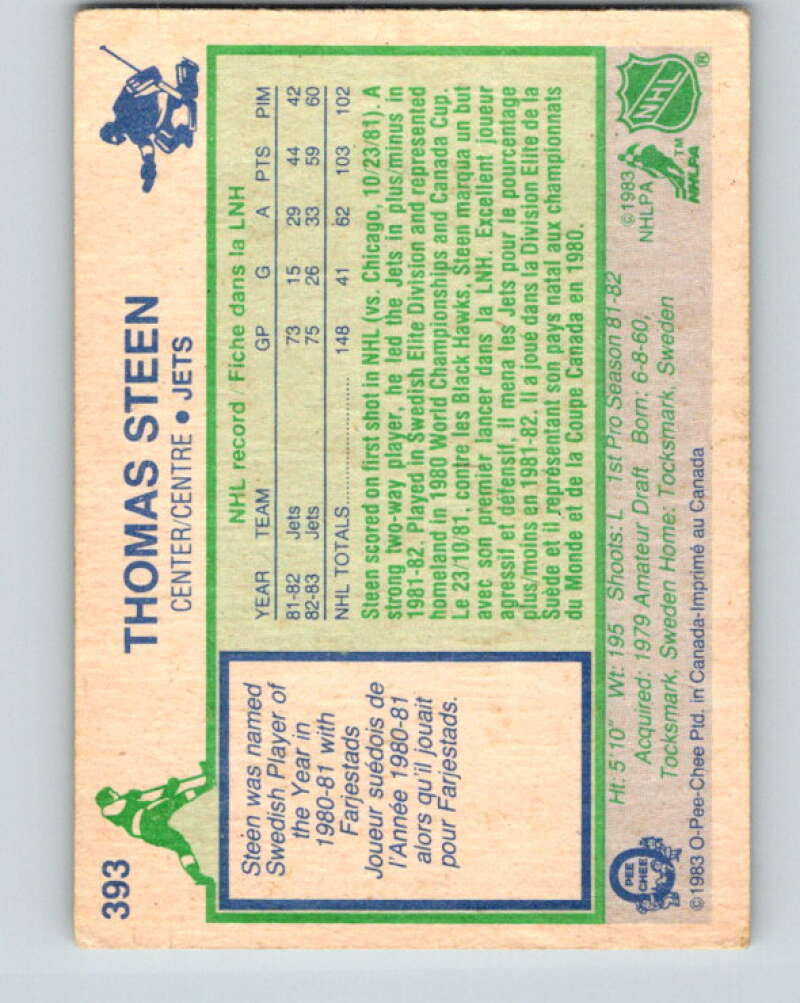 393
THOMAS STEEN
CENTER/CENTRE • JETS
Steen was named
Swedish Player of
the Year in
1980-81 with
Farjestads
Joueur suédois de
l'Année 1980-81
alors qu'il jouait
pour Farjestads.
NHL record Fiche dans la LNH
YEAR TEAM GP G A PTS PIM
81-82 Jets 73 15 29 44 42
82-83 Jets 75 26 33 59 60
NHL TOTALS.................. 148 41 62 103 102
Steen scored on first shot in NHL (vs. Chicago, 10/23/81). A
strong two-way player, he led the Jets in plus/minus in
1981-82. Played in Swedish Elite Division and represented
homeland in 1980 World Championships and Canada Cup.
Le 23/10/81, contre les Black Hawks, Steen marqua un but
avec son premier lancer dans la LNH. Excellent joueur
agressif et défensif, il mena les Jets pour le pourcentage
plus/moins en 1981-82. Il a joué dans la Division Elite de la
Suède et il représentant son pays natal aux championnats
du Monde et de la Coupe Canada en 1980.
Ht: 5'10" Wt: 195 Shoots: L 1st Pro Season 81-82
Acquired: 1979 Amateur Draft Born: 6-8-60,
Tocksmark, Sweden Home: Tocksmark, Sweden
©1983 O-Pee-Chee Ptd. in Canada-Imprimé au Canada
O
PEE
CHEE
©1983
NHLPA
NHLPA
TM
NHL
®